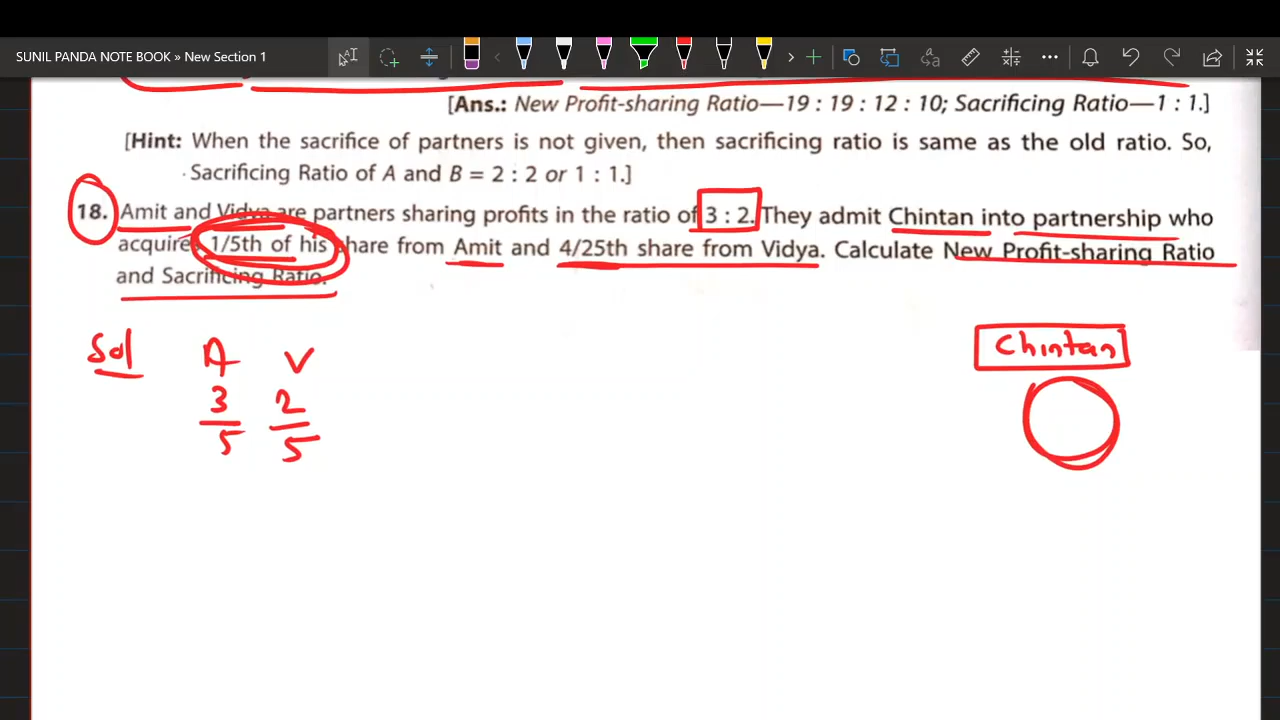 SUNIL PANDA NOTE BOOK » New Section 1
[Ans.: New Profit-sharing Ratio—19 : 19 : 12 : 10; Sacrificing Ratio—1 : 1.]
[Hint: When the sacrifice of partners is not given, then sacrificing ratio is same as the old ratio. So,
Sacrificing Ratio of A and B = 2 : 2 or 1 : 1.]
18. Amit and Vidya are partners sharing profits in the ratio of 3 : 2. They admit Chintan into partnership who
acquires 1/5th of his share from Amit and 4/25th share from Vidya. Calculate New Profit-sharing Ratio
and Sacrificing Ratio.
Sol A V Chintan
3 2
5 5